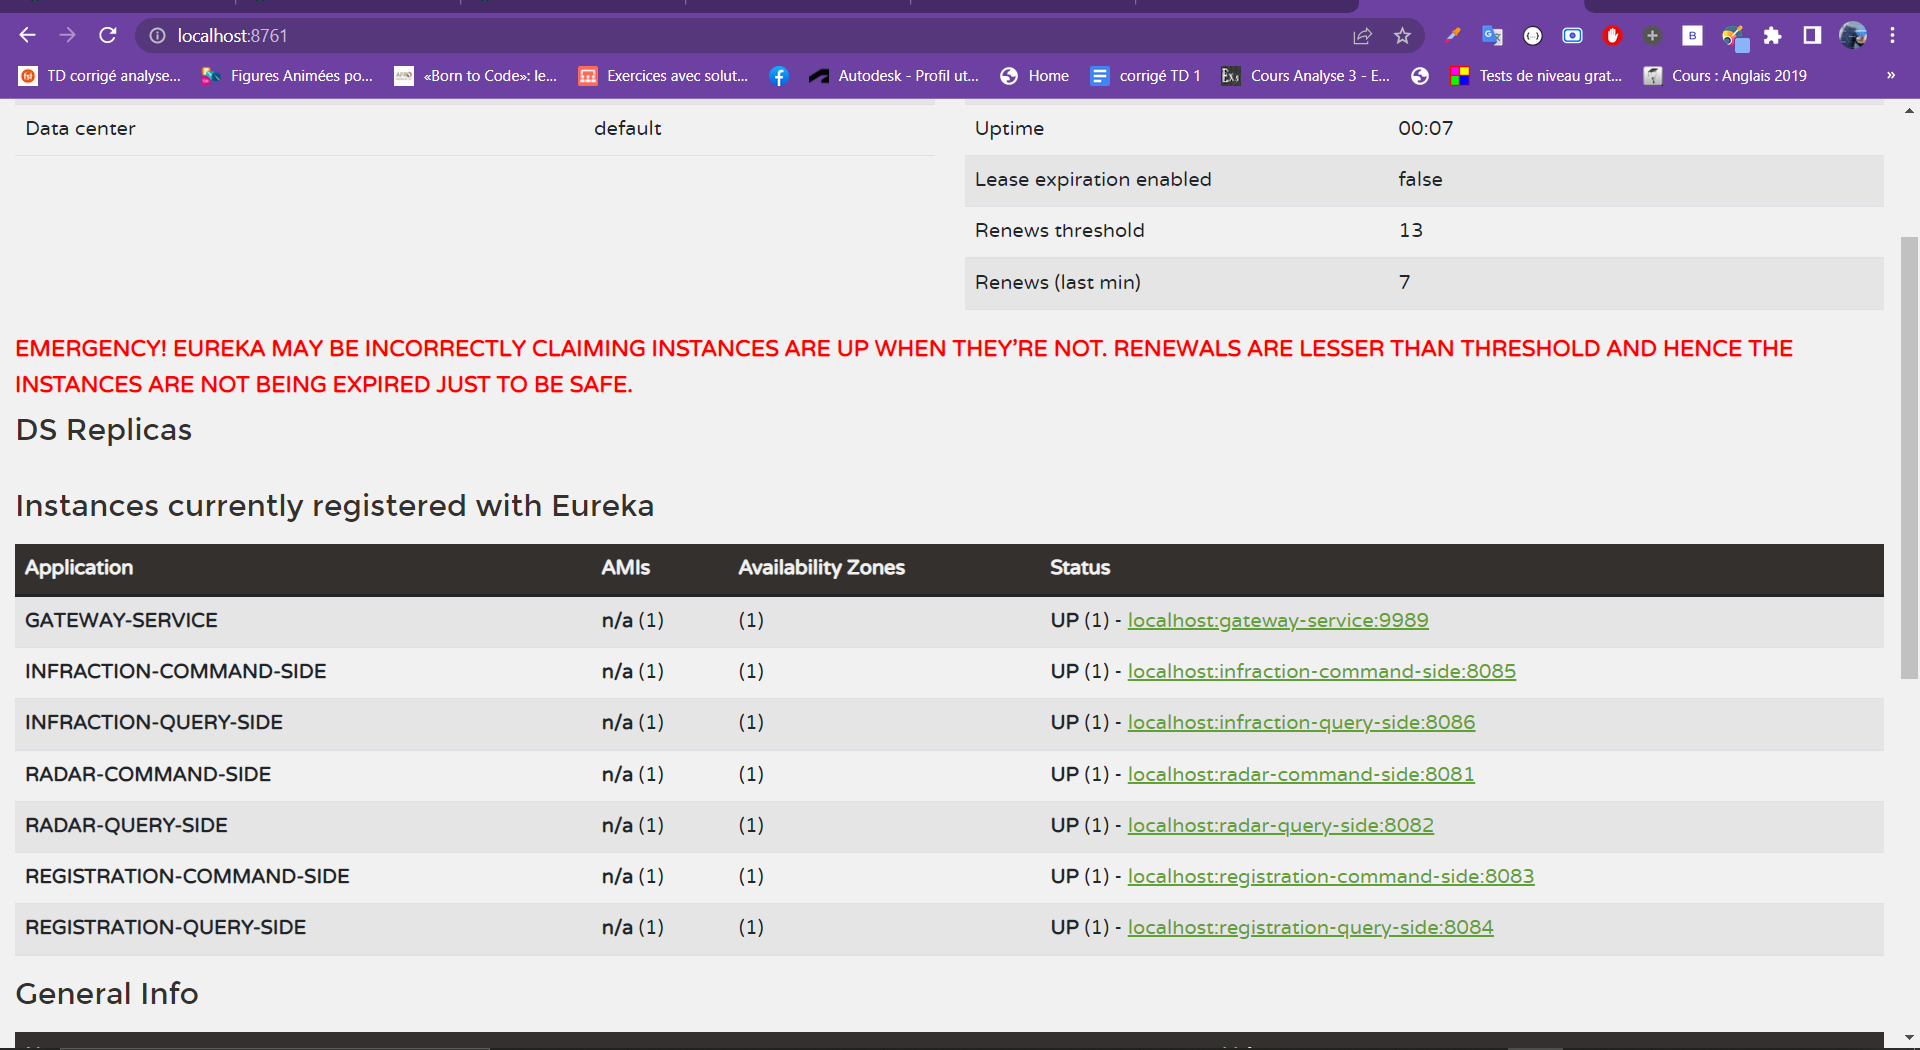 localhost:8761
TD corrigé analyse... Figures Animées po... «Born to Code»: le... Exercices avec solut... Autodesk - Profil ut... Home corrigé TD 1 Cours Analyse 3 - E... Tests de niveau grat... Cours : Anglais 2019 »
Data center default
Uptime 00:07
Lease expiration enabled false
Renews threshold 13
Renews (last min) 7
EMERGENCY! EUREKA MAY BE INCORRECTLY CLAIMING INSTANCES ARE UP WHEN THEY’RE NOT. RENEWALS ARE LESSER THAN THRESHOLD AND HENCE THE
INSTANCES ARE NOT BEING EXPIRED JUST TO BE SAFE.
DS Replicas
Instances currently registered with Eureka
Application AMIs Availability Zones Status
GATEWAY-SERVICE n/a (1) (1) UP (1) - localhost:gateway-service:9989
INFRACTION-COMMAND-SIDE n/a (1) (1) UP (1) - localhost:infraction-command-side:8085
INFRACTION-QUERY-SIDE n/a (1) (1) UP (1) - localhost:infraction-query-side:8086
RADAR-COMMAND-SIDE n/a (1) (1) UP (1) - localhost:radar-command-side:8081
RADAR-QUERY-SIDE n/a (1) (1) UP (1) - localhost:radar-query-side:8082
REGISTRATION-COMMAND-SIDE n/a (1) (1) UP (1) - localhost:registration-command-side:8083
REGISTRATION-QUERY-SIDE n/a (1) (1) UP (1) - localhost:registration-query-side:8084
General Info